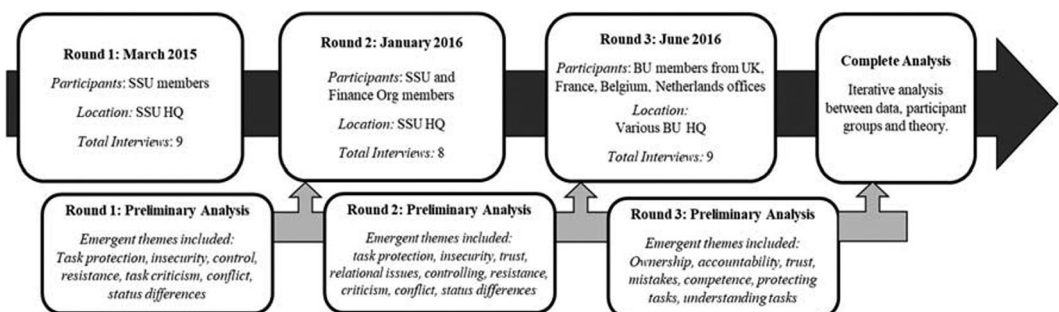 Round 1: March 2015
Participants: SSU members
Location: SSU HQ
Total Interviews: 9
Round 2: January 2016
Participants: SSU and
Finance Org members
Location: SSU HQ
Total Interviews: 8
Round 3: June 2016
Participants: BU members from UK,
France, Belgium, Netherlands offices
Location:
Various BU HQ
Total Interviews: 9
Complete Analysis
Iterative analysis
between data, participant
groups and theory.
Round 1: Preliminary Analysis
Emergent themes included:
Task protection, insecurity, control,
resistance, task criticism, conflict,
status differences
Round 2: Preliminary Analysis
Emergent themes included:
task protection, insecurity, trust,
relational issues, controlling, resistance,
criticism, conflict, status differences
Round 3: Preliminary Analysis
Emergent themes included:
Ownership, accountability, trust,
mistakes, competence, protecting
tasks, understanding tasks